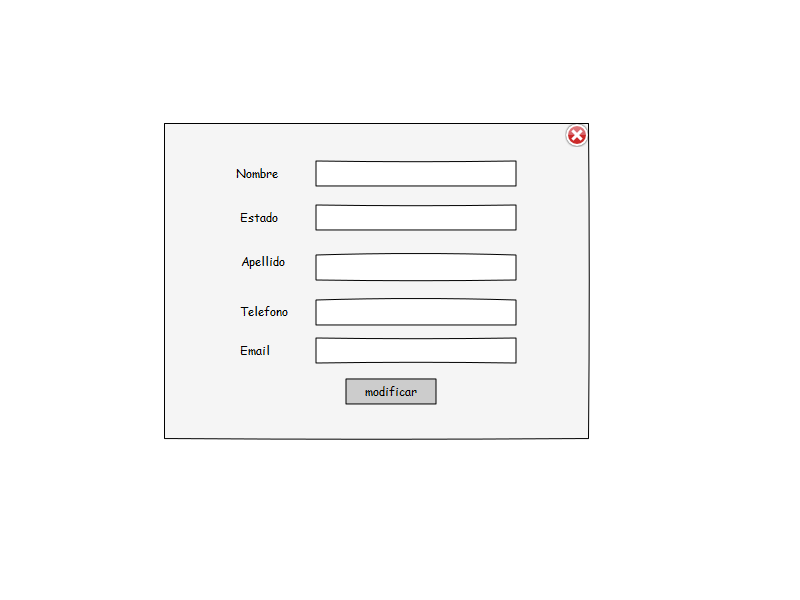 Nombre
Estado
Apellido
Telefono
Email
modificar